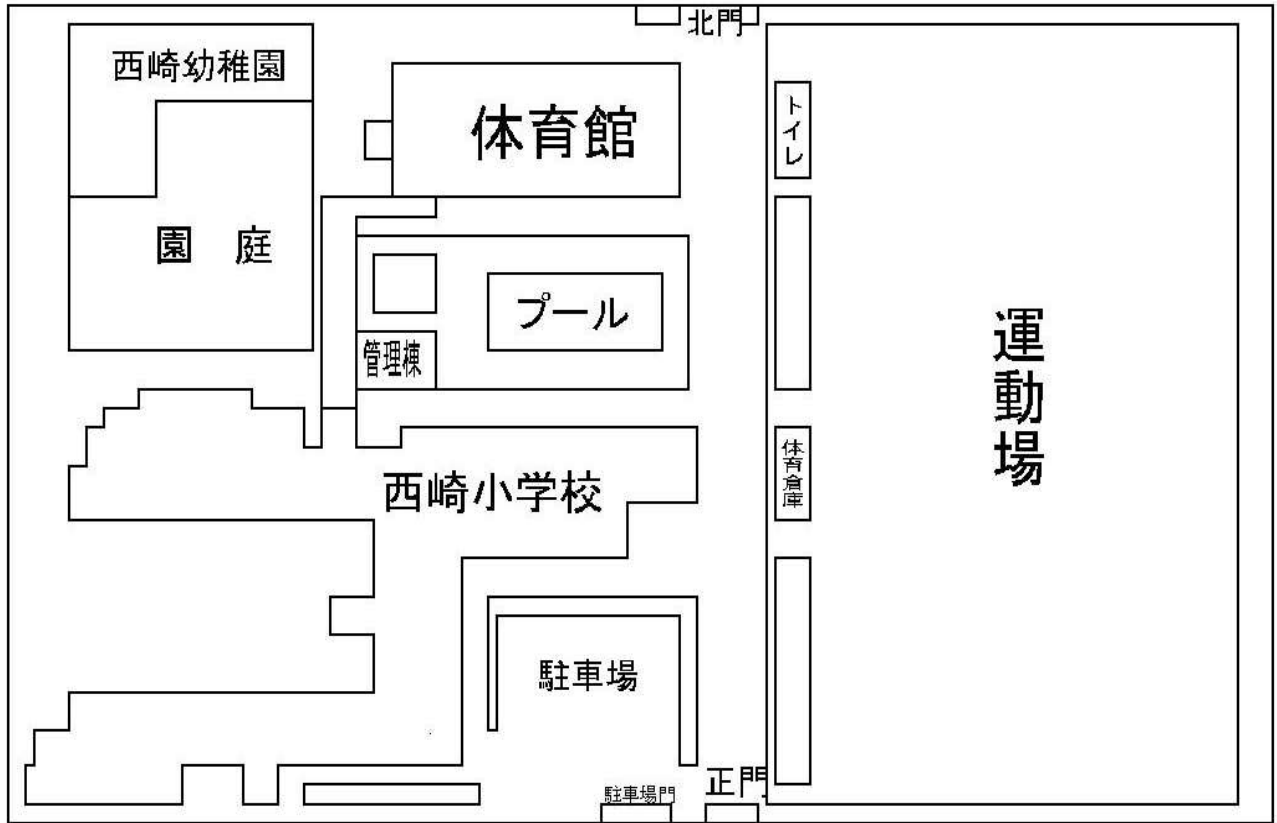 北門
西崎幼稚園
体育館
トイレ
園 庭
プール
管理棟
運動場
体育倉庫
西崎小学校
駐車場
正門
駐車場門